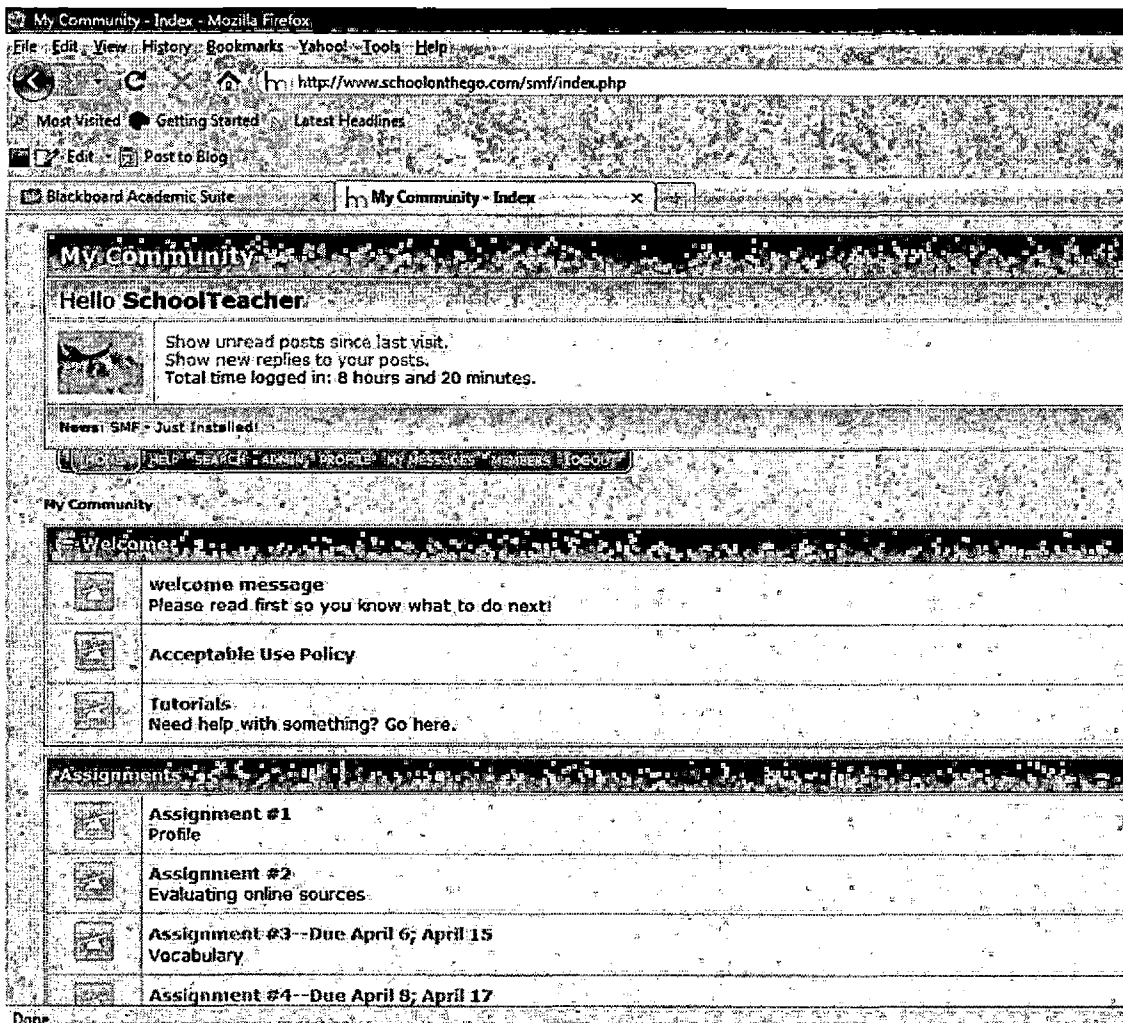 My Community - Index - Mozilla Firefox
File Edit View History Bookmarks Yahoo! Tools Help
http://www.schoolonthego.com/smf/index.php
Most Visited Getting Started Latest Headlines
Edit Post to Blog
Blackboard Academic Suite My Community - Index
My Community
Hello SchoolTeacher
Show unread posts since last visit.
Show new replies to your posts.
Total time logged in: 8 hours and 20 minutes.
News: SMF - Just Installed!
HOME HELP SEARCH ADMIN PROFILE MY MESSAGES MEMBERS LOGOUT
My Community
Welcome
welcome message
Please read first so you know what to do next!
Acceptable Use Policy
Tutorials
Need help with something? Go here.
Assignments
Assignment #1
Profile
Assignment #2
Evaluating online sources
Assignment #3--Due April 6; April 15
Vocabulary
Assignment #4--Due April 8; April 17
Done